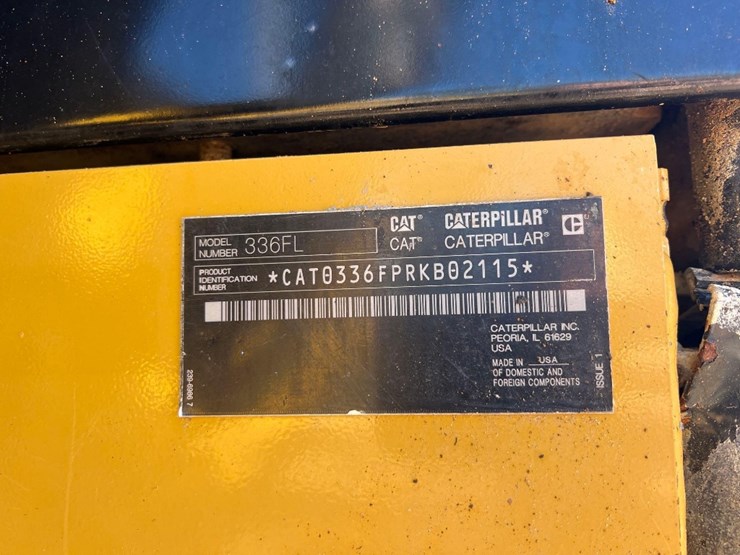 CAT® CATERPILLAR® C
MODEL NUMBER 336FL
CAT® CATERPILLAR®
PRODUCT IDENTIFICATION NUMBER *CAT0336FPRKB02115*
CATERPILLAR INC.
PEORIA, IL 61629
USA
MADE IN USA
OF DOMESTIC AND
FOREIGN COMPONENTS
ISSUE 1